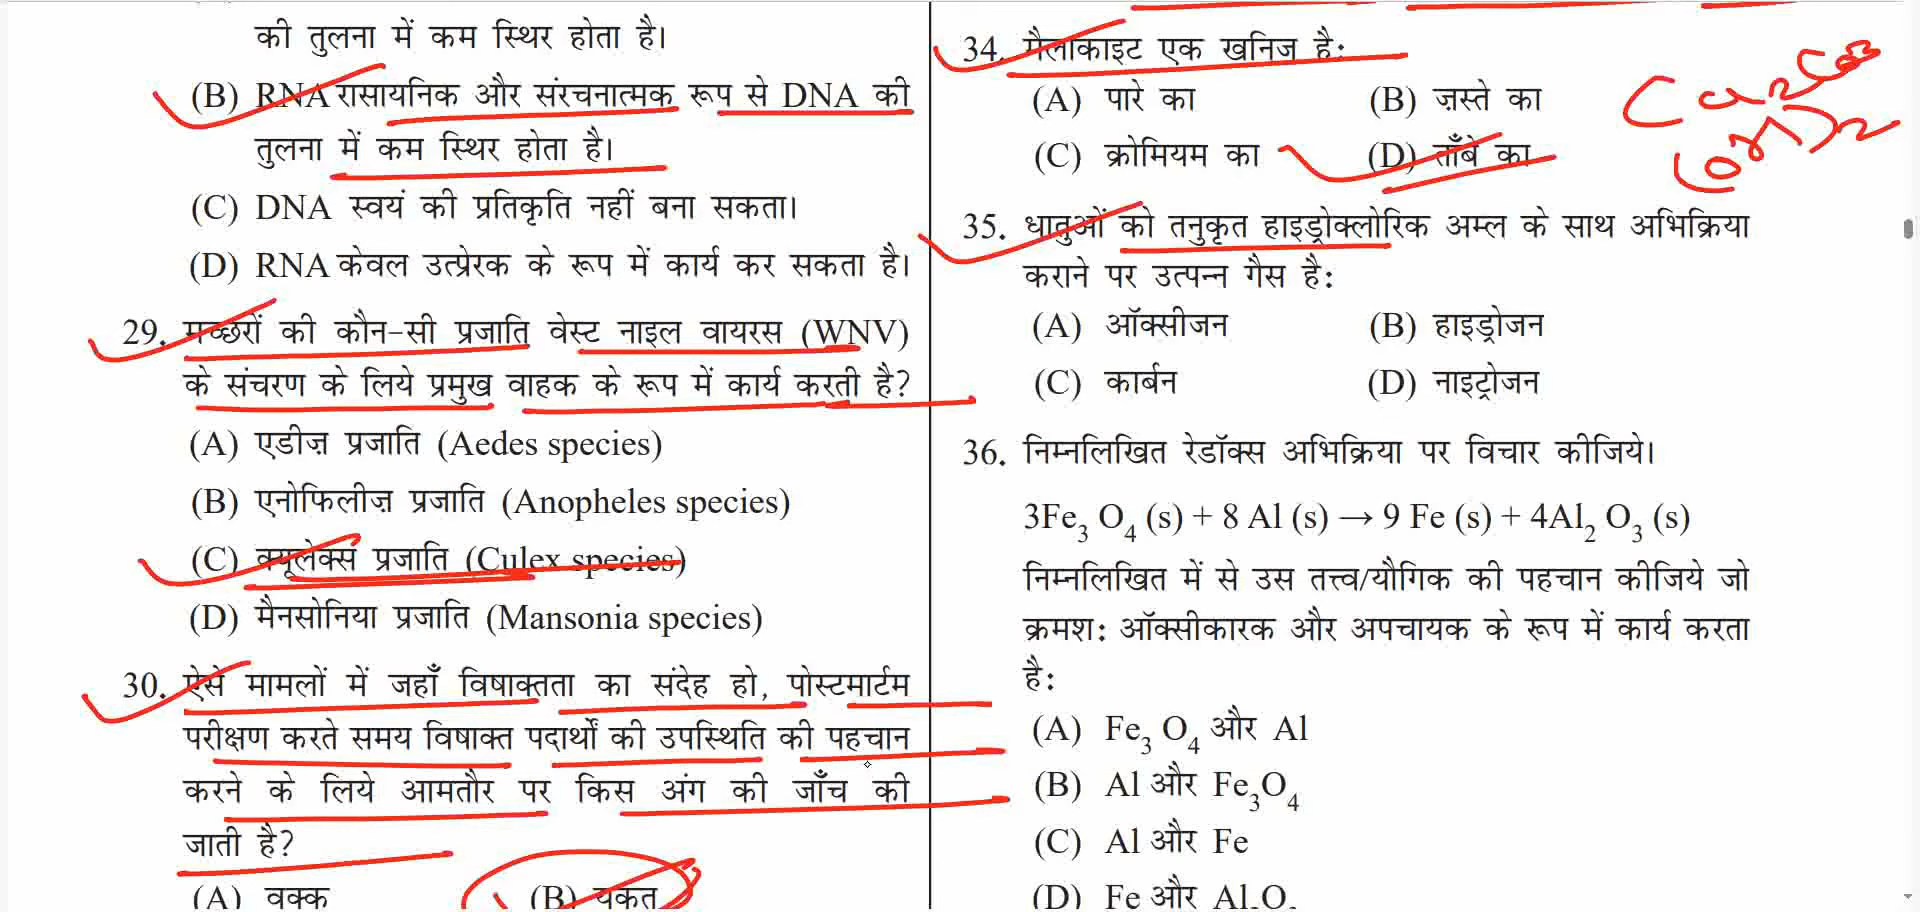 की तुलना में कम स्थिर होता है।
(B) RNA रासायनिक और संरचनात्मक रूप से DNA की
तुलना में कम स्थिर होता है।
(C) DNA स्वयं की प्रतिकृति नहीं बना सकता।
(D) RNA केवल उत्प्रेरक के रूप में कार्य कर सकता है।
29. मच्छरों की कौन-सी प्रजाति वेस्ट नाइल वायरस (WNV)
के संचरण के लिये प्रमुख वाहक के रूप में कार्य करती है?
(A) एडीज़ प्रजाति (Aedes species)
(B) एनोफिलीज़ प्रजाति (Anopheles species)
(C) क्यूलेक्स प्रजाति (Culex species)
(D) मैनसोनिया प्रजाति (Mansonia species)
30. ऐसे मामलों में जहाँ विषाक्तता का संदेह हो, पोस्टमार्टम
परीक्षण करते समय विषाक्त पदार्थों की उपस्थिति की पहचान
करने के लिये आमतौर पर किस अंग की जाँच की
जाती है?
(A) वृक्क (B) यकृत
34. मैलाकाइट एक खनिज है:
(A) पारे का (B) ज़स्ते का
(C) क्रोमियम का (D) ताँबे का
35. धातुओं को तनुकृत हाइड्रोक्लोरिक अम्ल के साथ अभिक्रिया
कराने पर उत्पन्न गैस है:
(A) ऑक्सीजन (B) हाइड्रोजन
(C) कार्बन (D) नाइट्रोजन
36. निम्नलिखित रेडॉक्स अभिक्रिया पर विचार कीजिये।
3Fe₃ O₄ (s) + 8 Al (s) → 9 Fe (s) + 4Al₂ O₃ (s)
निम्नलिखित में से उस तत्त्व/यौगिक की पहचान कीजिये जो
क्रमश: ऑक्सीकारक और अपचायक के रूप में कार्य करता
है:
(A) Fe₃ O₄ और Al
(B) Al और Fe₃O₄
(C) Al और Fe
(D) Fe और Al₂O₃